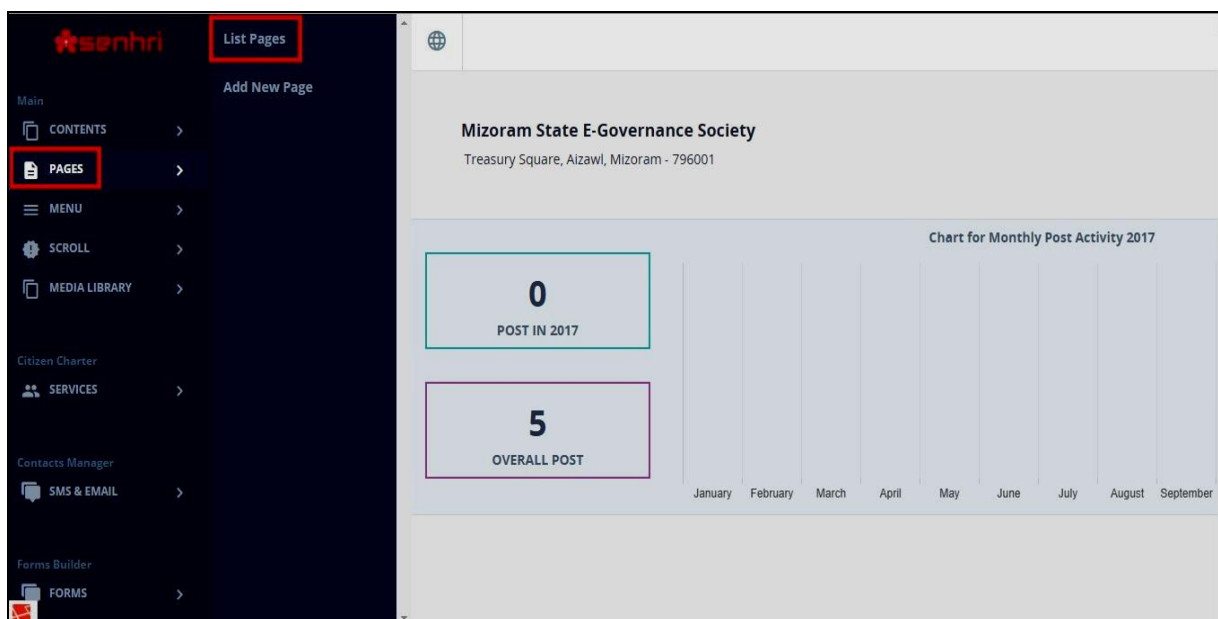 senhri
Main
CONTENTS
PAGES
MENU
SCROLL
MEDIA LIBRARY
Citizen Charter
SERVICES
Contacts Manager
SMS & EMAIL
Forms Builder
FORMS
List Pages
Add New Page
Mizoram State E-Governance Society
Treasury Square, Aizawl, Mizoram - 796001
0
POST IN 2017
5
OVERALL POST
Chart for Monthly Post Activity 2017
January February March April May June July August September